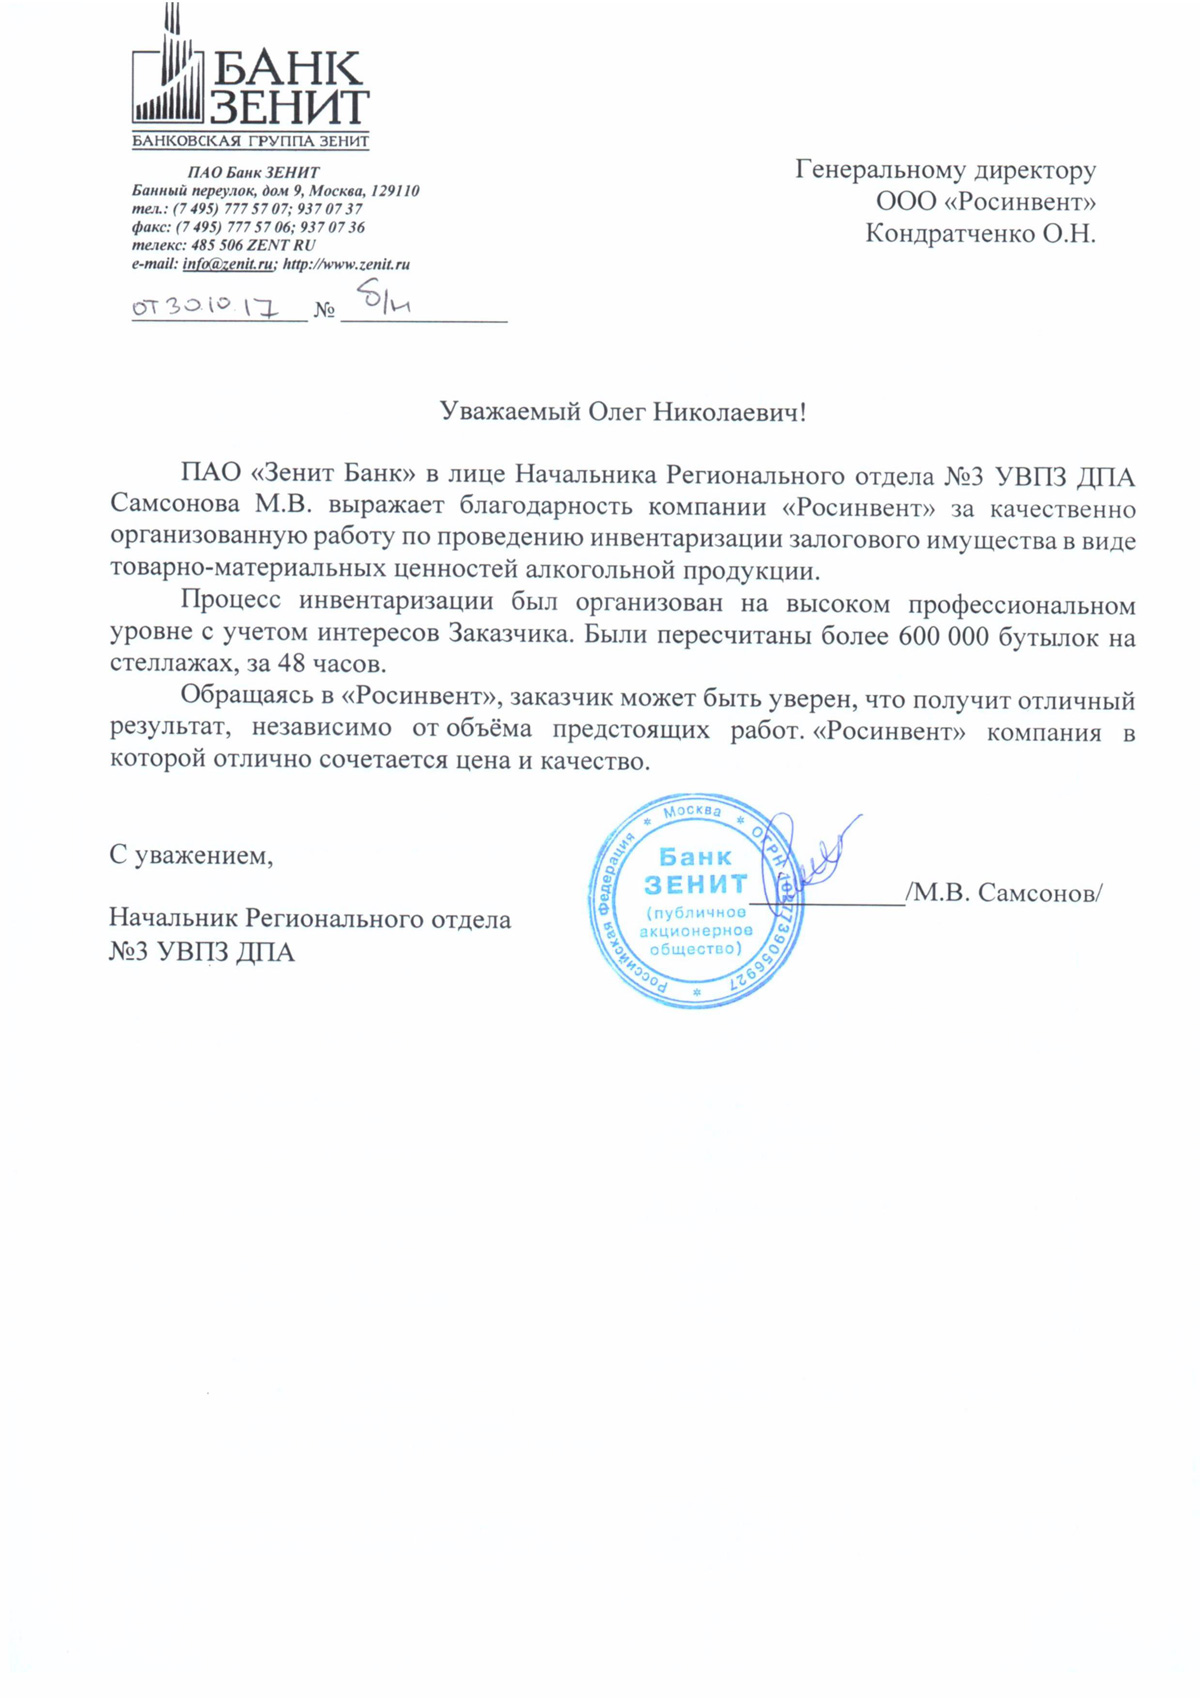 БАНК
ЗЕНИТ
БАНКОВСКАЯ ГРУППА ЗЕНИТ
ПАО Банк ЗЕНИТ
Банный переулок, дом 9, Москва, 129110
тел.: (7 495) 777 57 07; 937 07 37
факс: (7 495) 777 57 06; 937 07 36
телекс: 485 506 ZENT RU
e-mail: info@zenit.ru; http://www.zenit.ru
от 30.10.17 № б/н
Генеральному директору
ООО «Росинвент»
Кондратченко О.Н.
Уважаемый Олег Николаевич!
ПАО «Зенит Банк» в лице Начальника Регионального отдела №3 УВПЗ ДПА
Самсонова М.В. выражает благодарность компании «Росинвент» за качественно
организованную работу по проведению инвентаризации залогового имущества в виде
товарно-материальных ценностей алкогольной продукции.
Процесс инвентаризации был организован на высоком профессиональном
уровне с учетом интересов Заказчика. Были пересчитаны более 600 000 бутылок на
стеллажах, за 48 часов.
Обращаясь в «Росинвент», заказчик может быть уверен, что получит отличный
результат, независимо от объёма предстоящих работ. «Росинвент» компания в
которой отлично сочетается цена и качество.
С уважением,
Начальник Регионального отдела
№3 УВПЗ ДПА
/М.В. Самсонов/
Российская Федерация * Москва * ОГРН 1027739056927 *
Банк
ЗЕНИТ
(публичное
акционерное
общество)